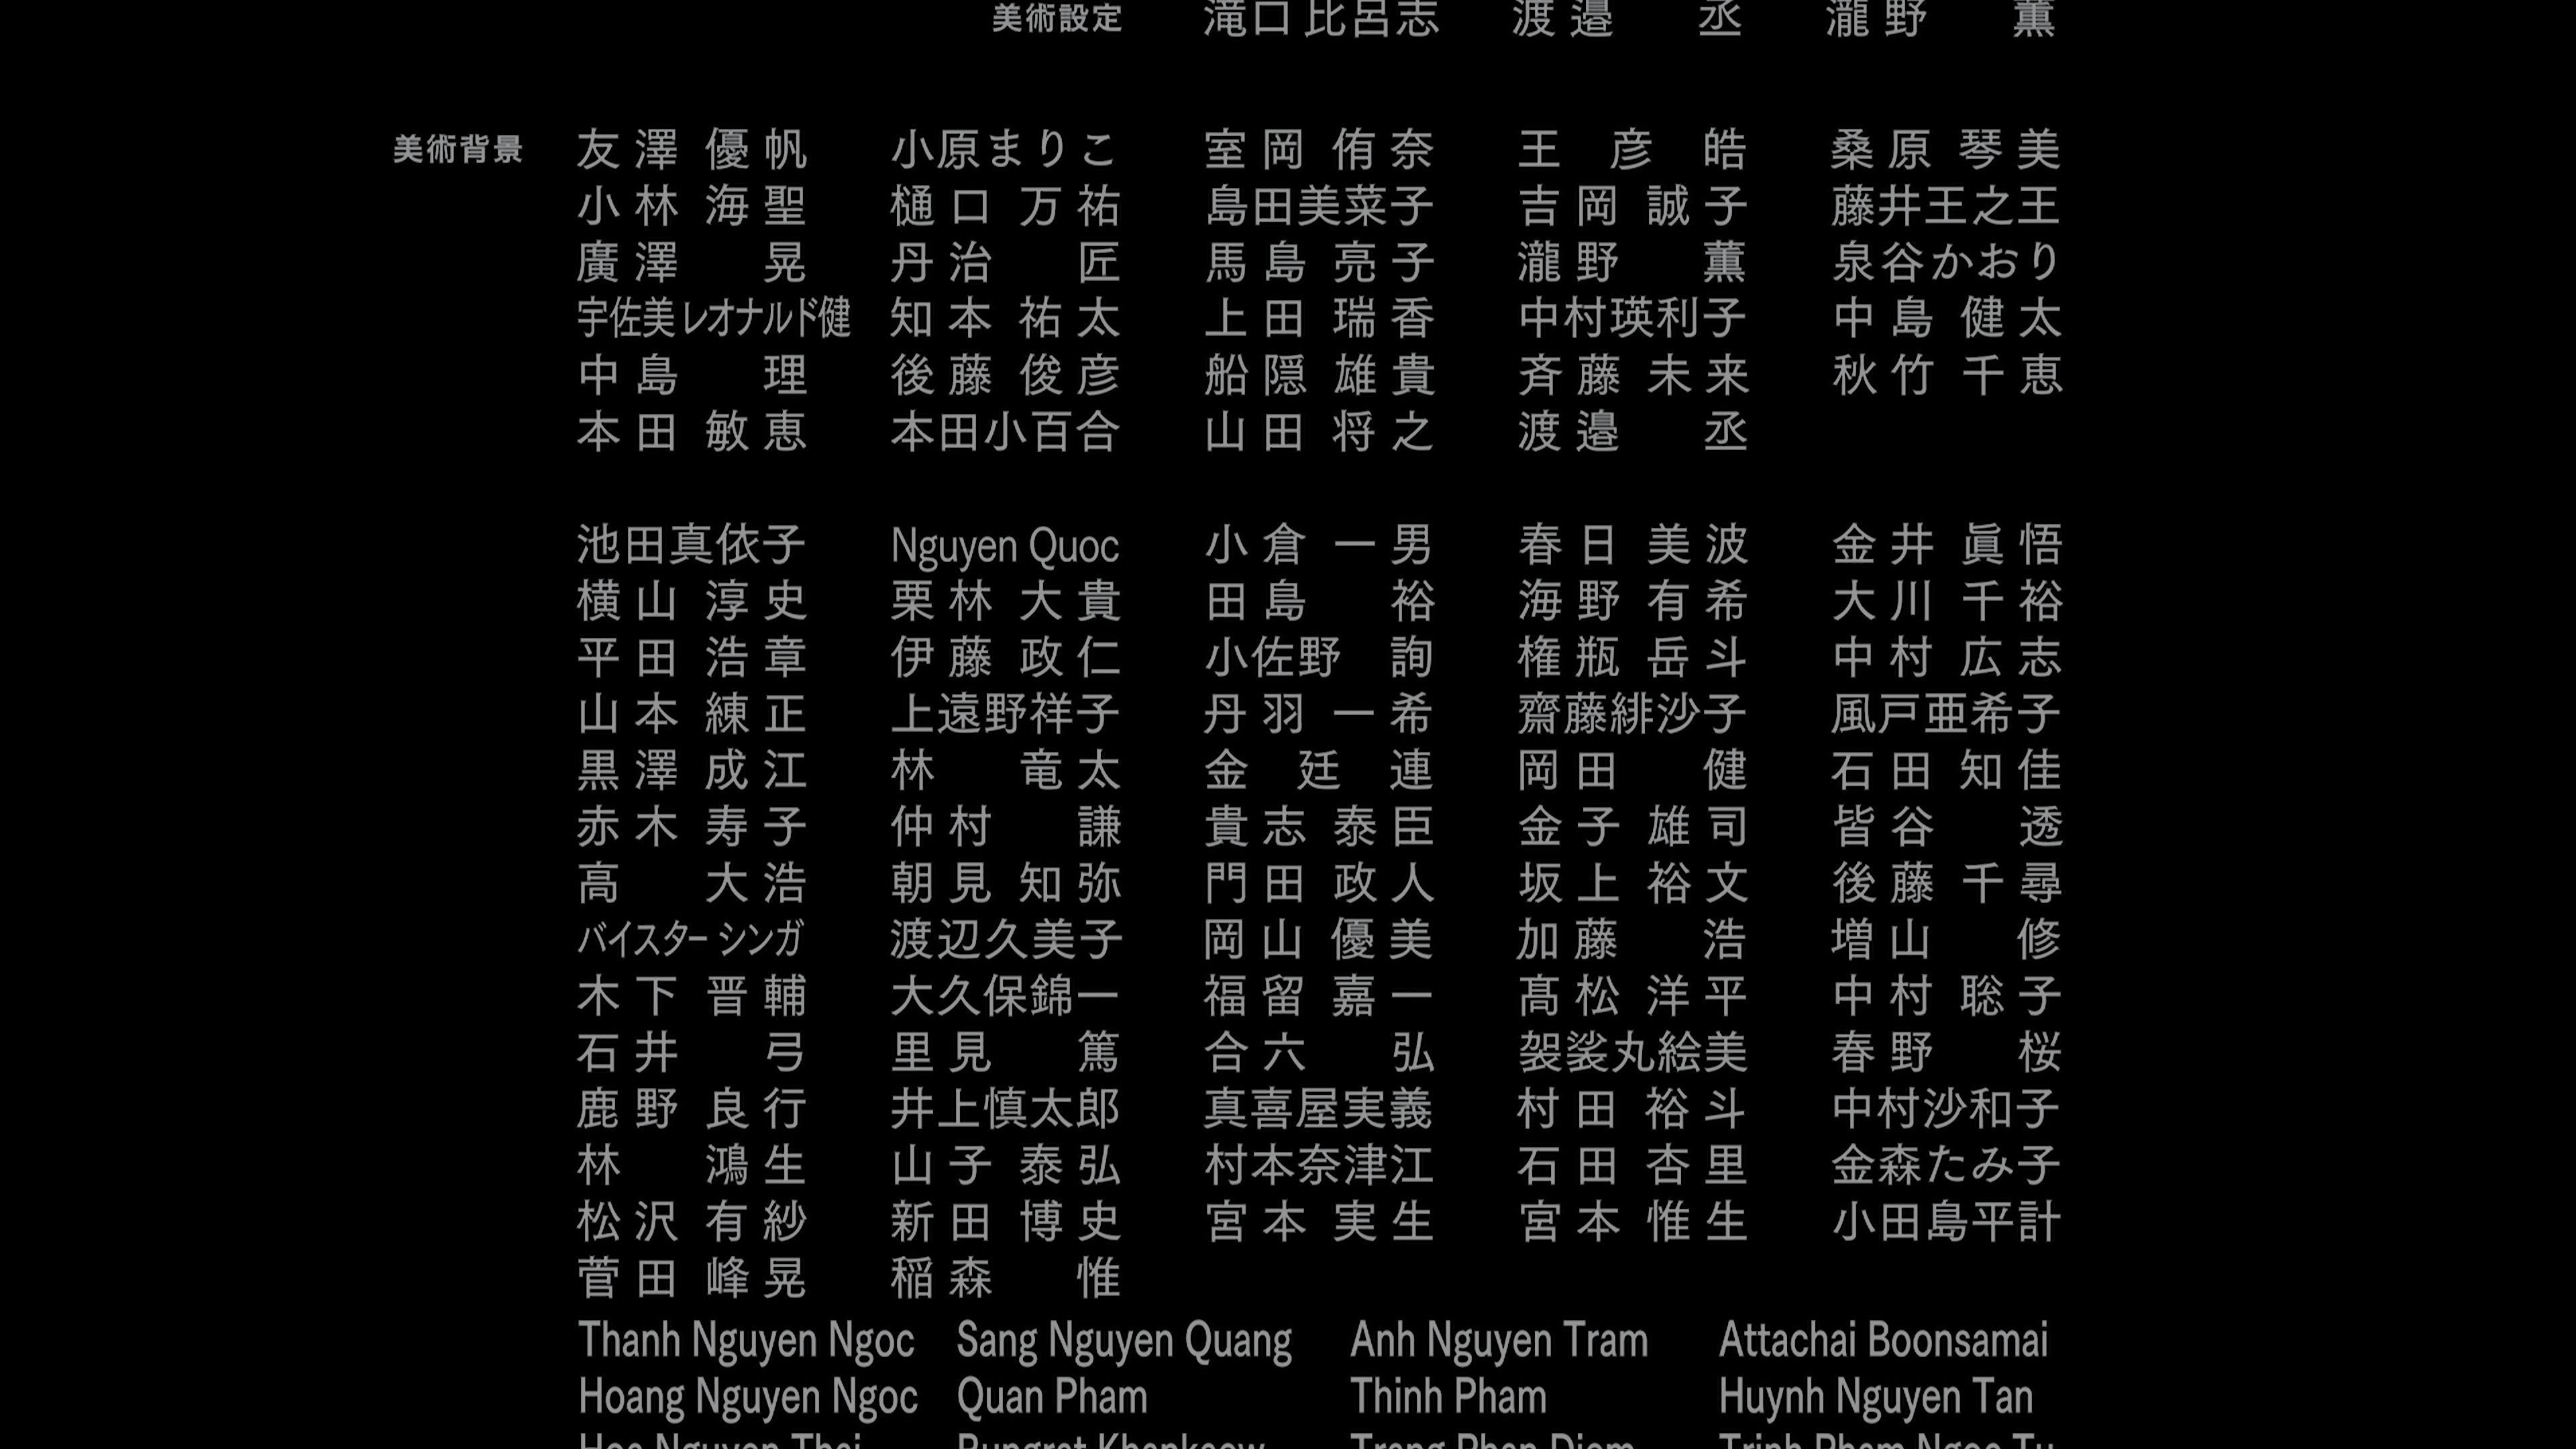 美術設定 滝口比呂志 渡邉 丞 瀧野 薫
美術背景 友澤優帆 小原まりこ 室岡侑奈 王彦皓 桑原琴美
小林海聖 樋口万祐 島田美菜子 吉岡誠子 藤井王之王
廣澤 晃 丹治 匠 馬島亮子 瀧野 薫 泉谷かおり
宇佐美レオナルド健 知本祐太 上田瑞香 中村瑛利子 中島健太
中島 理 後藤俊彦 船隠雄貴 斉藤未来 秋竹千恵
本田敏恵 本田小百合 山田将之 渡邉 丞
池田真依子 Nguyen Quoc 小倉一男 春日美波 金井眞悟
横山淳史 栗林大貴 田島 裕 海野有希 大川千裕
平田浩章 伊藤政仁 小佐野 詢 権瓶岳斗 中村広志
山本練正 上遠野祥子 丹羽一希 齋藤緋沙子 風戸亜希子
黒澤成江 林 竜太 金廷連 岡田 健 石田知佳
赤木寿子 仲村 謙 貴志泰臣 金子雄司 皆谷 透
高 大浩 朝見知弥 門田政人 坂上裕文 後藤千尋
バイスター シンガ 渡辺久美子 岡山優美 加藤 浩 増山 修
木下晋輔 大久保錦一 福留嘉一 髙松洋平 中村聡子
石井 弓 里見 篤 合六 弘 袈裟丸絵美 春野 桜
鹿野良行 井上慎太郎 真喜屋実義 村田裕斗 中村沙和子
林 鴻生 山子泰弘 村本奈津江 石田杏里 金森たみ子
松沢有紗 新田博史 宮本実生 宮本惟生 小田島平計
菅田峰晃 稲森 惟
Thanh Nguyen Ngoc Sang Nguyen Quang Anh Nguyen Tram Attachai Boonsamai
Hoang Nguyen Ngoc Quan Pham Thinh Pham Huynh Nguyen Tan